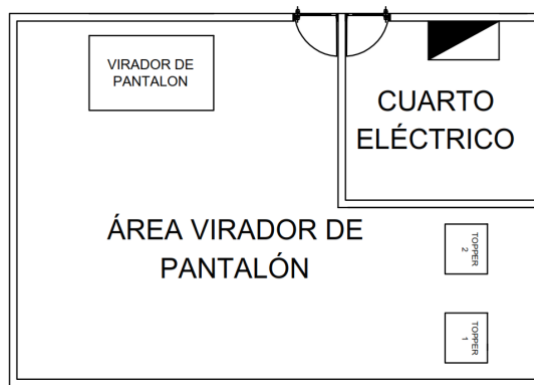 VIRADOR DE
PANTALON
CUARTO
ELÉCTRICO
ÁREA VIRADOR DE
PANTALÓN
TOPPER
2
TOPPER
1